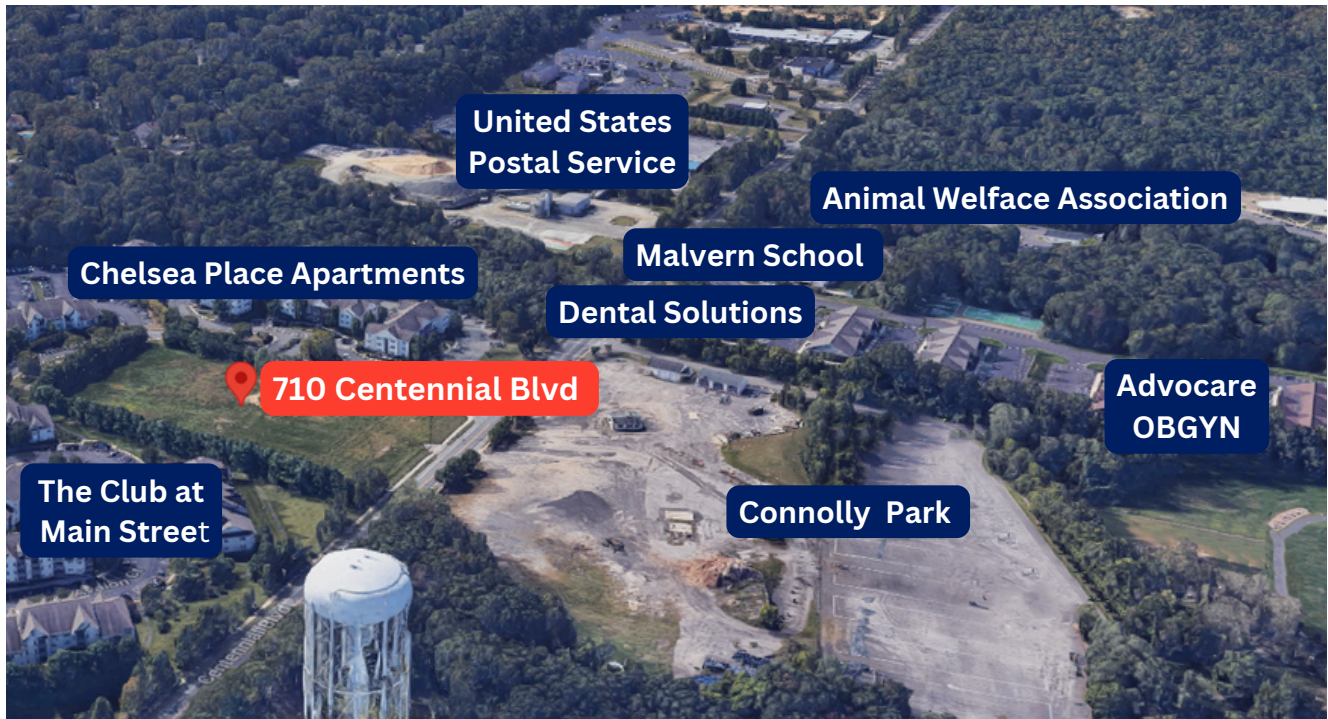 United States
Postal Service
Animal Welface Association
Malvern School
Chelsea Place Apartments
Dental Solutions
710 Centennial Blvd
Advocare
OBGYN
The Club at
Main Street
Connolly Park